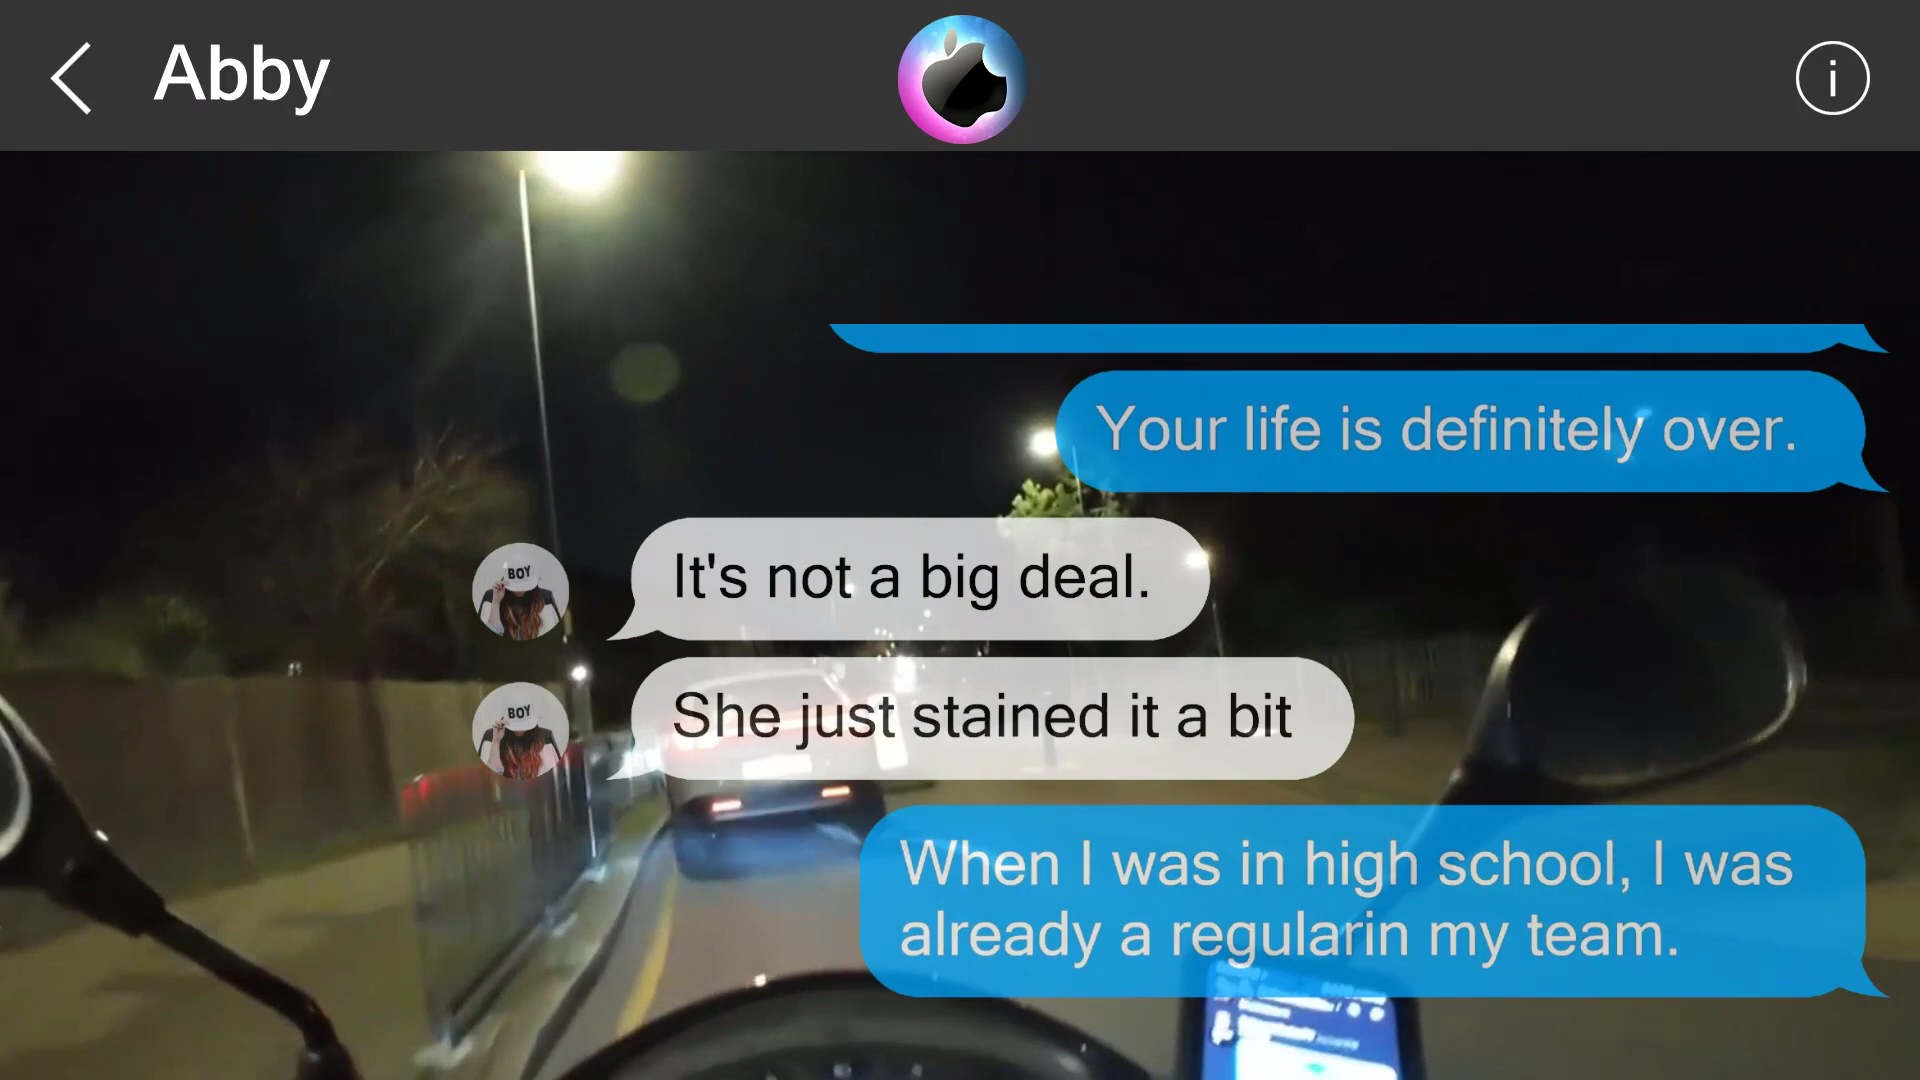 Abby
i
Your life is definitely over.
BOY
It's not a big deal.
BOY
She just stained it a bit
When I was in high school, I was
already a regularin my team.